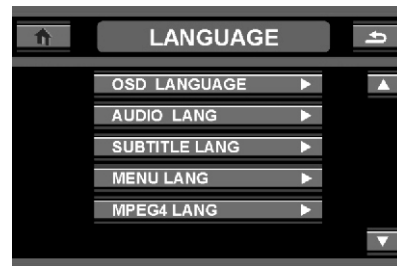 LANGUAGE
OSD LANGUAGE
AUDIO LANG
SUBTITLE LANG
MENU LANG
MPEG4 LANG